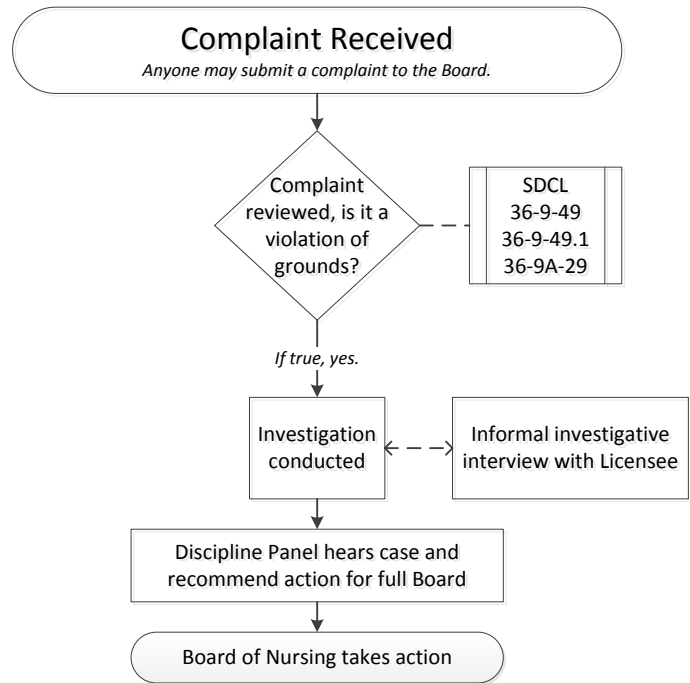 Complaint Received
Anyone may submit a complaint to the Board.
Complaint
reviewed, is it a
violation of
grounds?
SDCL
36-9-49
36-9-49.1
36-9A-29
If true, yes.
Investigation
conducted
Informal investigative
interview with Licensee
Discipline Panel hears case and
recommend action for full Board
Board of Nursing takes action